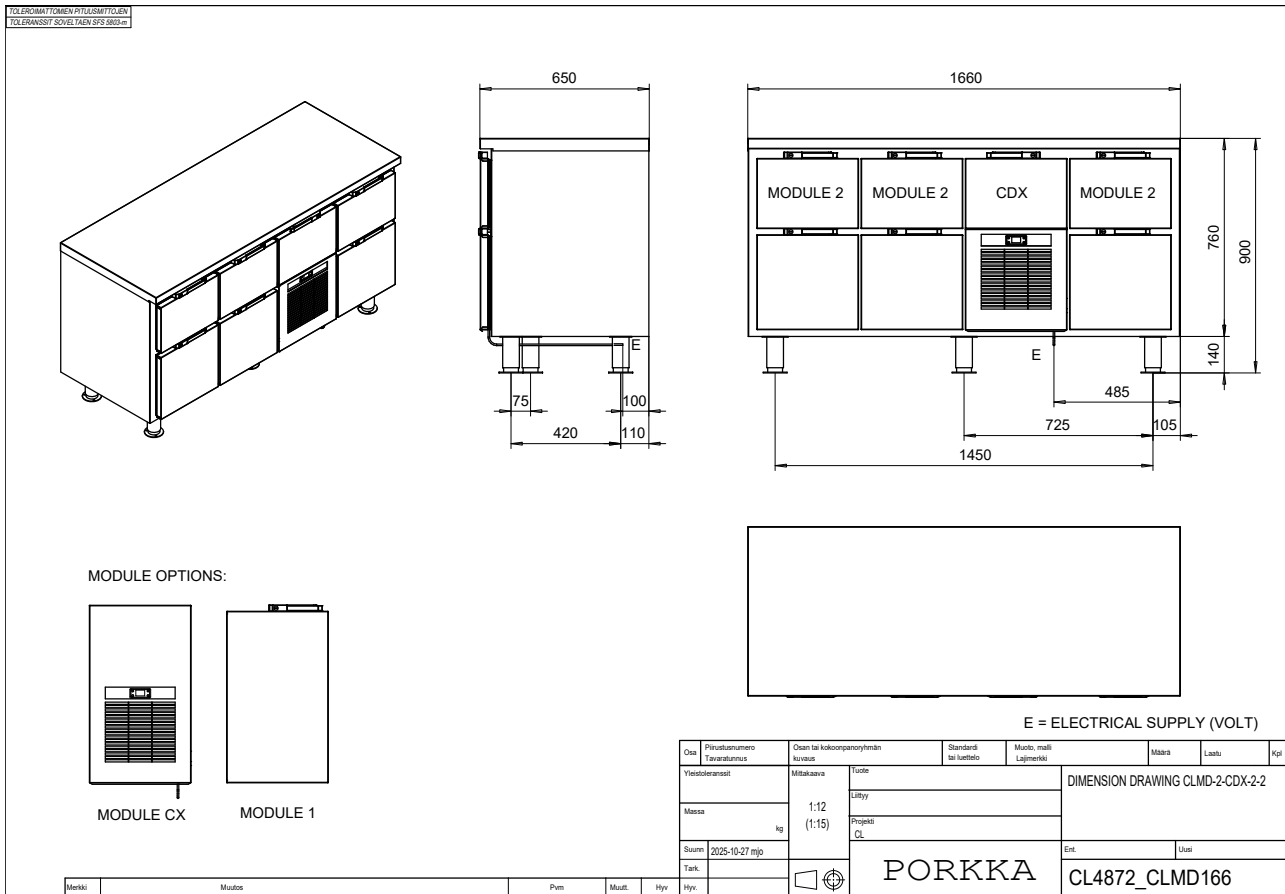 TOLEROIMATTOMIEN PITUUSMITTOJEN
TOLERANSSIT SOVELTAEN SFS 5803-m
650
1660
MODULE 2
MODULE 2
CDX
MODULE 2
760
900
140
E
E
75
100
420
110
485
725
105
1450
MODULE OPTIONS:
MODULE CX
MODULE 1
E = ELECTRICAL SUPPLY (VOLT)
Osa
Piirustusnumero
Tavaratunnus
Osan tai kokoonpanoryhmän
kuvaus
Standardi
tai luettelo
Muoto, malli
Lajimerkki
Määrä
Laatu
Kpl
Yleistoleranssit
Mittakaava
1:12
(1:15)
Tuote
Liittyy
Projekti
CL
DIMENSION DRAWING CLMD-2-CDX-2-2
Massa
kg
Suunn
2025-10-27 mjo
Tark.
Hyv.
PORKKA
Ent.
Uusi
CL4872_CLMD166
Merkki
Muutos
Pvm
Muutt.
Hyv